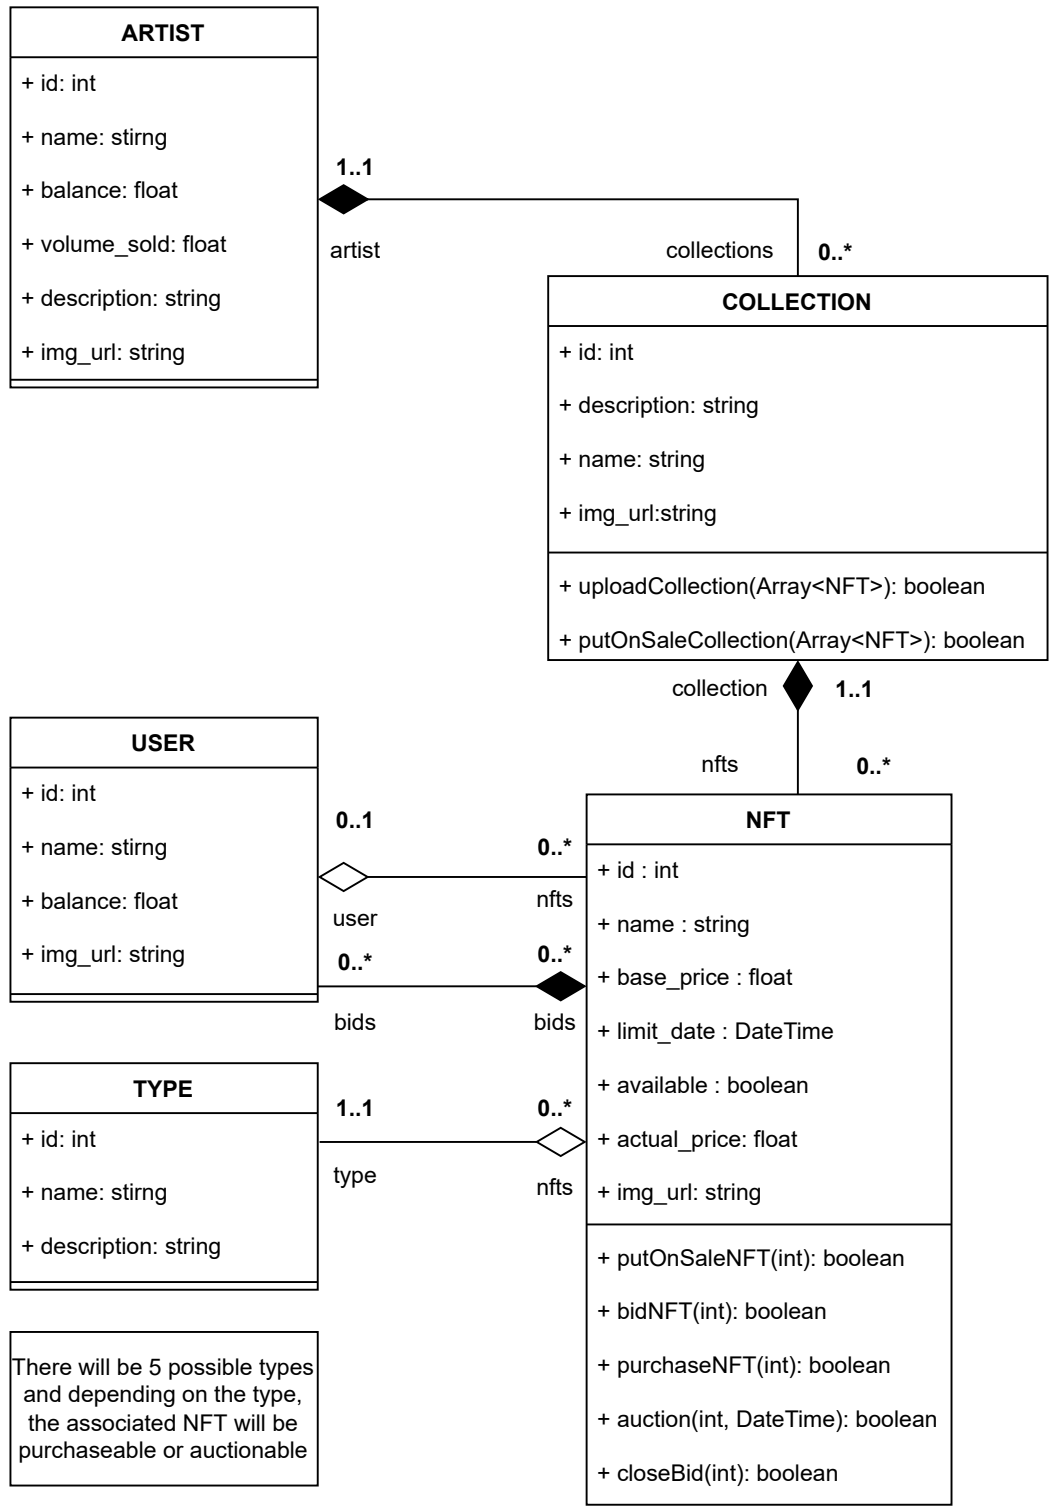 ARTIST
+ id: int
+ name: stirng
+ balance: float
+ volume_sold: float
+ description: string
+ img_url: string
1..1
artist
collections
0..*
COLLECTION
+ id: int
+ description: string
+ name: string
+ img_url:string
+ uploadCollection(Array<NFT>): boolean
+ putOnSaleCollection(Array<NFT>): boolean
collection
1..1
nfts
0..*
USER
+ id: int
+ name: stirng
+ balance: float
+ img_url: string
0..1
user
0..*
nfts
0..*
bids
0..*
bids
TYPE
+ id: int
+ name: stirng
+ description: string
1..1
type
0..*
nfts
NFT
+ id : int
+ name : string
+ base_price : float
+ limit_date : DateTime
+ available : boolean
+ actual_price: float
+ img_url: string
+ putOnSaleNFT(int): boolean
+ bidNFT(int): boolean
+ purchaseNFT(int): boolean
+ auction(int, DateTime): boolean
+ closeBid(int): boolean
There will be 5 possible types
and depending on the type,
the associated NFT will be
purchaseable or auctionable